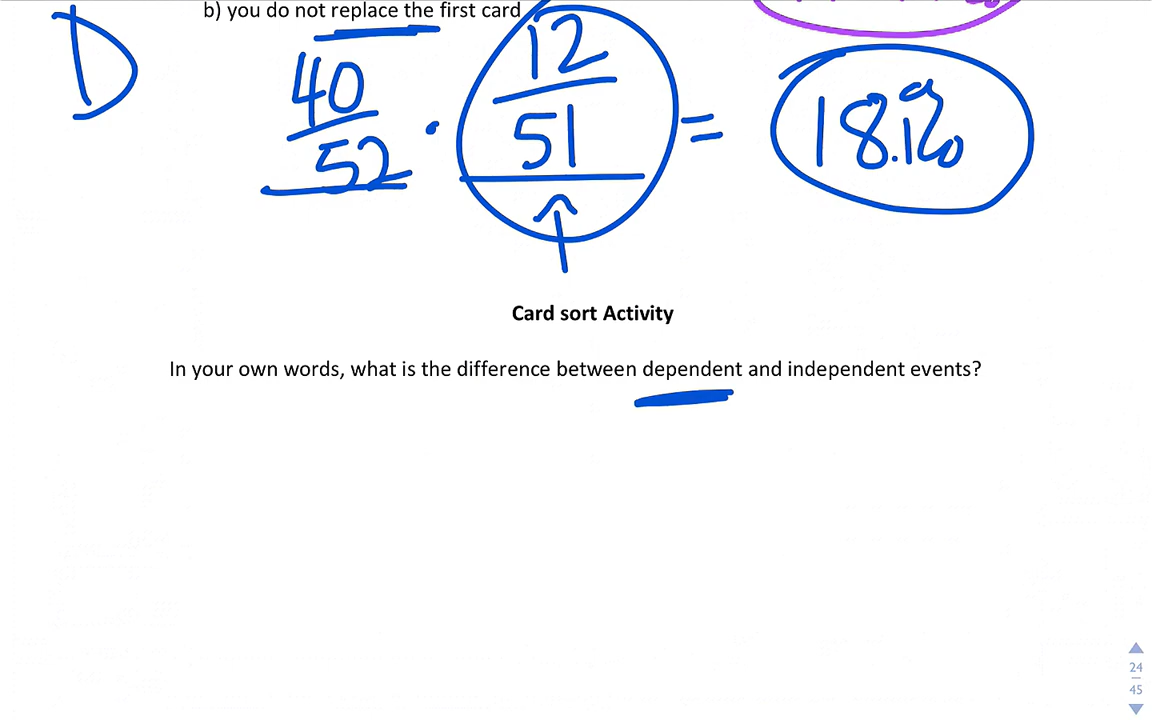 b) you do not replace the first card
D
40/52 · 12/51 = 18.1%
Card sort Activity
In your own words, what is the difference between dependent and independent events?
24
45